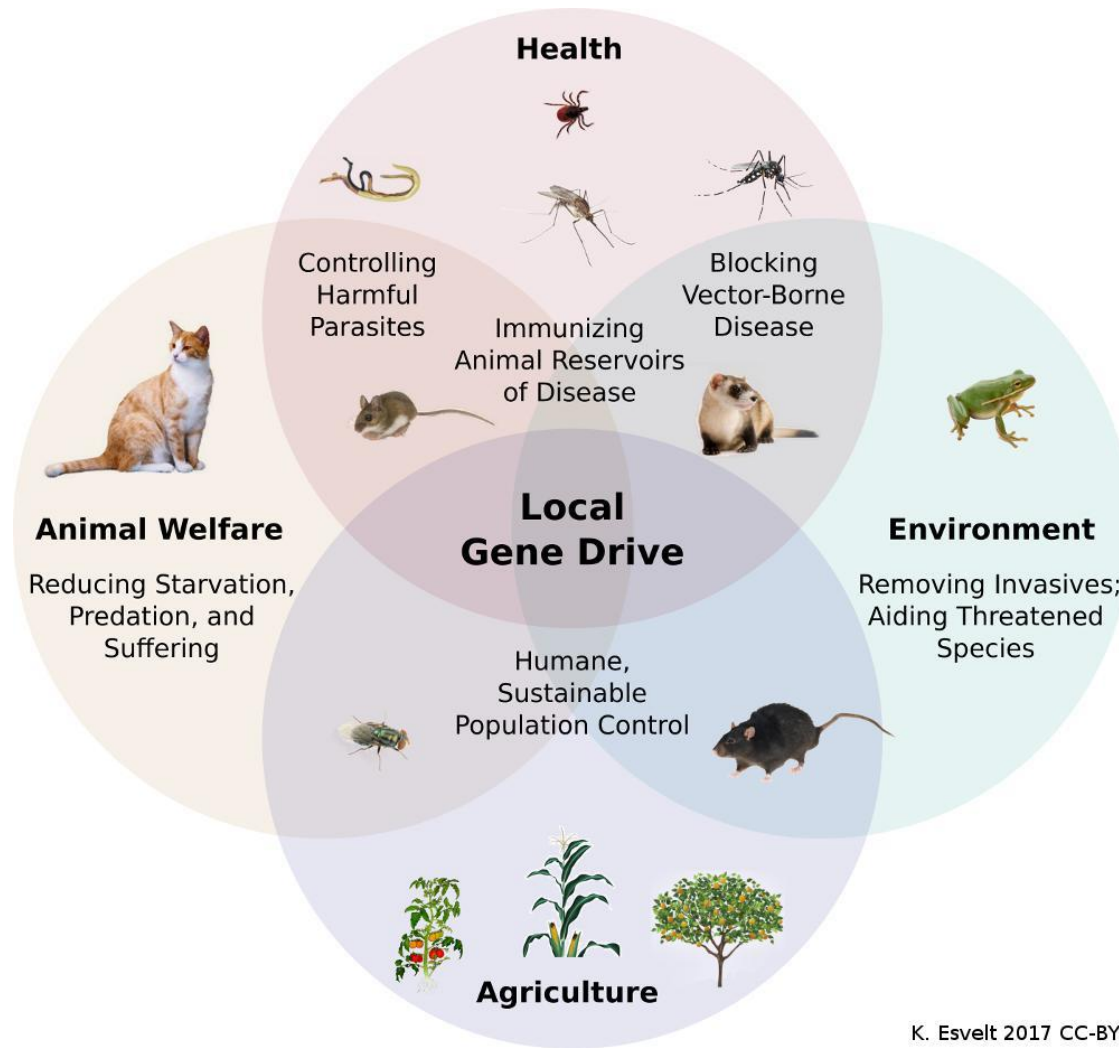 Health
Controlling
Harmful
Parasites
Blocking
Vector-Borne
Disease
Immunizing
Animal Reservoirs
of Disease
Local
Gene Drive
Animal Welfare
Reducing Starvation,
Predation, and
Suffering
Environment
Removing Invasives;
Aiding Threatened
Species
Humane,
Sustainable
Population Control
Agriculture
K. Esvelt 2017 CC-BY